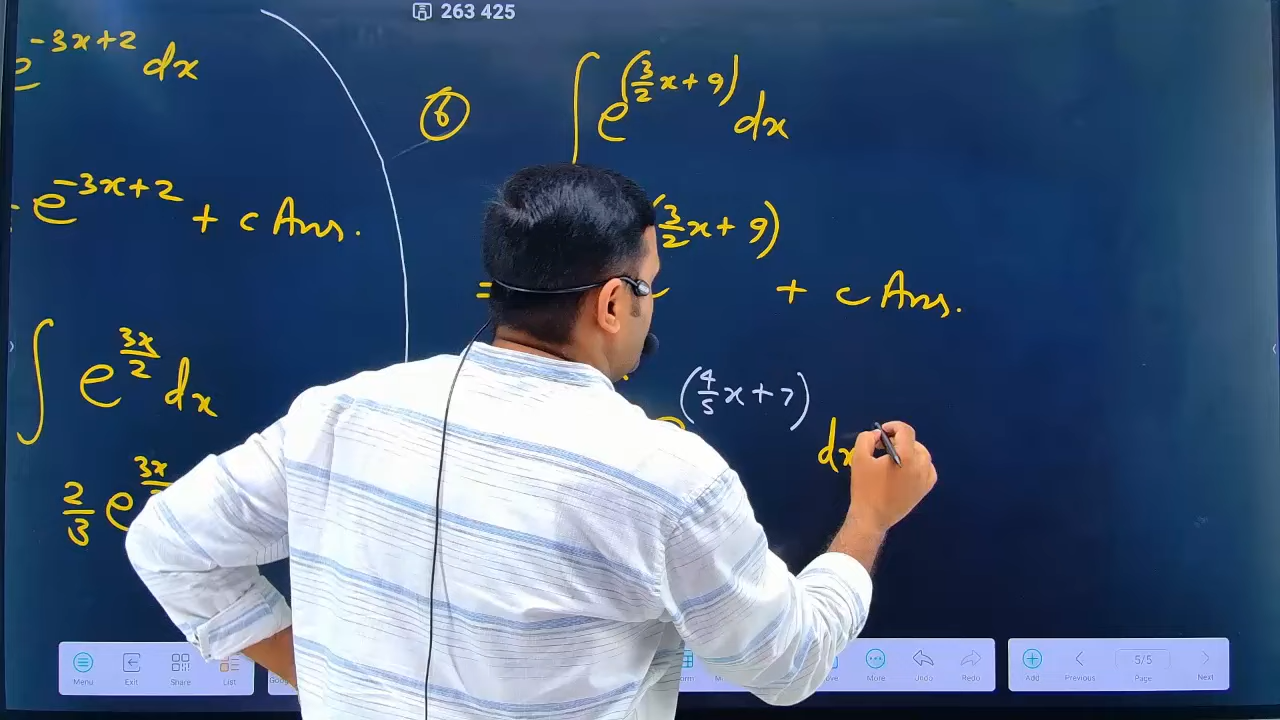 263 425
e^{-3x+2} dx
e^{-3x+2} + c Ans.
∫ e^{3x/2} dx
2/3 e^{3x
⑥ ∫ e^{(3/2 x + 9)} dx
= (3/2 x + 9) + c Ans.
(4/5 x + 7) dx
Menu Exit Share List
More Undo Redo
Add Previous 5/5 Page Next